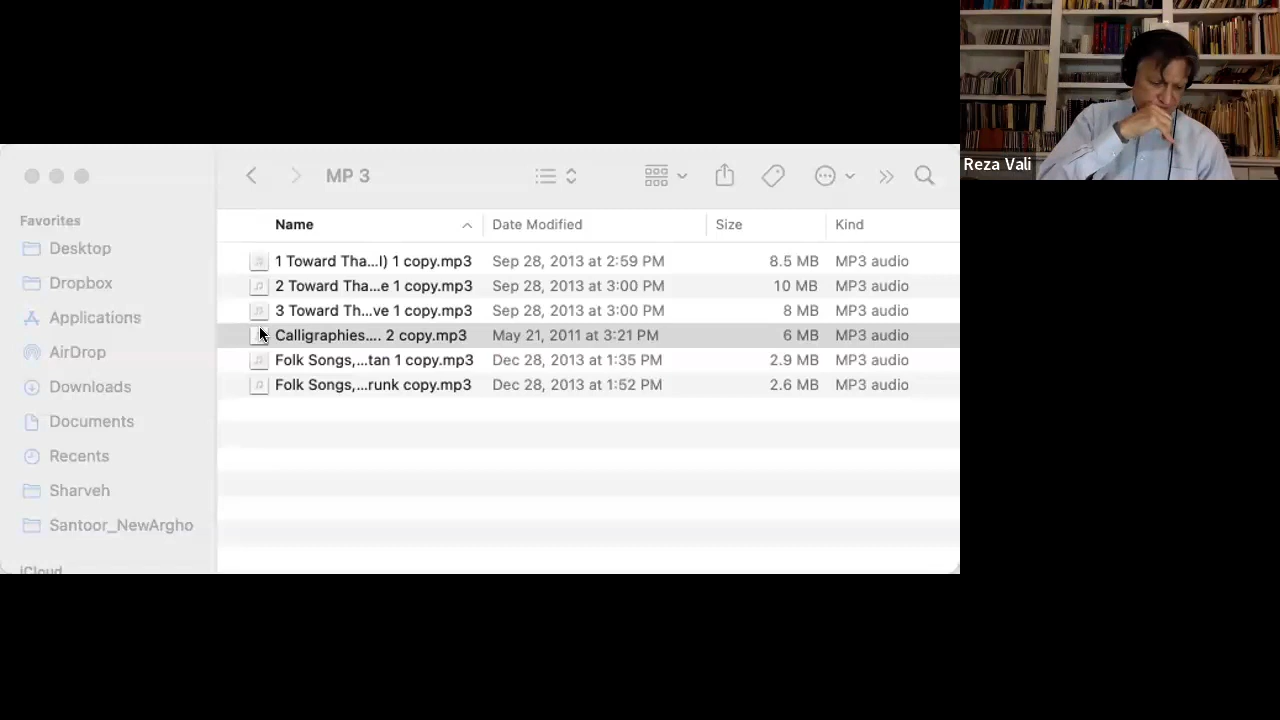 Reza Vali
MP 3
Favorites
Desktop
Dropbox
Applications
AirDrop
Downloads
Documents
Recents
Sharveh
Santoor_NewArgho
iCloud
Name Date Modified Size Kind
1 Toward Tha...l) 1 copy.mp3 Sep 28, 2013 at 2:59 PM 8.5 MB MP3 audio
2 Toward Tha...e 1 copy.mp3 Sep 28, 2013 at 3:00 PM 10 MB MP3 audio
3 Toward Th...ve 1 copy.mp3 Sep 28, 2013 at 3:00 PM 8 MB MP3 audio
Calligraphies.... 2 copy.mp3 May 21, 2011 at 3:21 PM 6 MB MP3 audio
Folk Songs,...tan 1 copy.mp3 Dec 28, 2013 at 1:35 PM 2.9 MB MP3 audio
Folk Songs,...runk copy.mp3 Dec 28, 2013 at 1:52 PM 2.6 MB MP3 audio